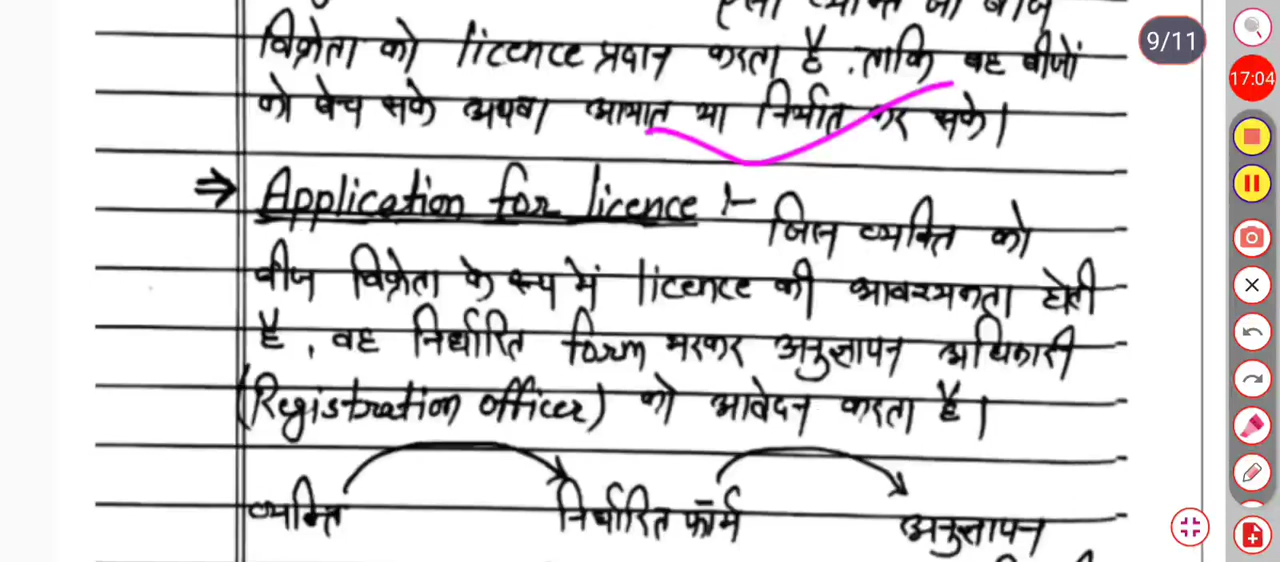 विक्रेता को licence प्रदान करता है . ताकि वह बीजों
को बेच सके अथवा आयात या निर्यात कर सके।
9/11
17:04
⇒ Application for licence :- जिस व्यक्ति को
बीज विक्रेता के रूप में licence की आवश्यकता होती
है , वह निर्धारित form भरकर अनुज्ञापन अधिकारी
(Registration officer) को आवेदन करता है।
व्यक्ति निर्धारित फॉर्म अनुज्ञापन